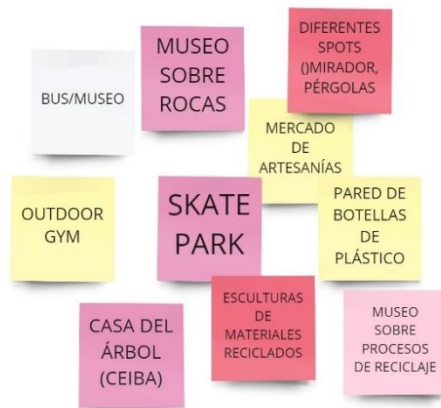 BUS/MUSEO
MUSEO
SOBRE
ROCAS
DIFERENTES
SPOTS
()MIRADOR,
PÉRGOLAS
MERCADO
DE
ARTESANÍAS
OUTDOOR
GYM
SKATE
PARK
PARED DE
BOTELLAS
DE
PLÁSTICO
CASA DEL
ÁRBOL
(CEIBA)
ESCULTURAS
DE
MATERIALES
RECICLADOS
MUSEO
SOBRE
PROCESOS
DE RECICLAJE